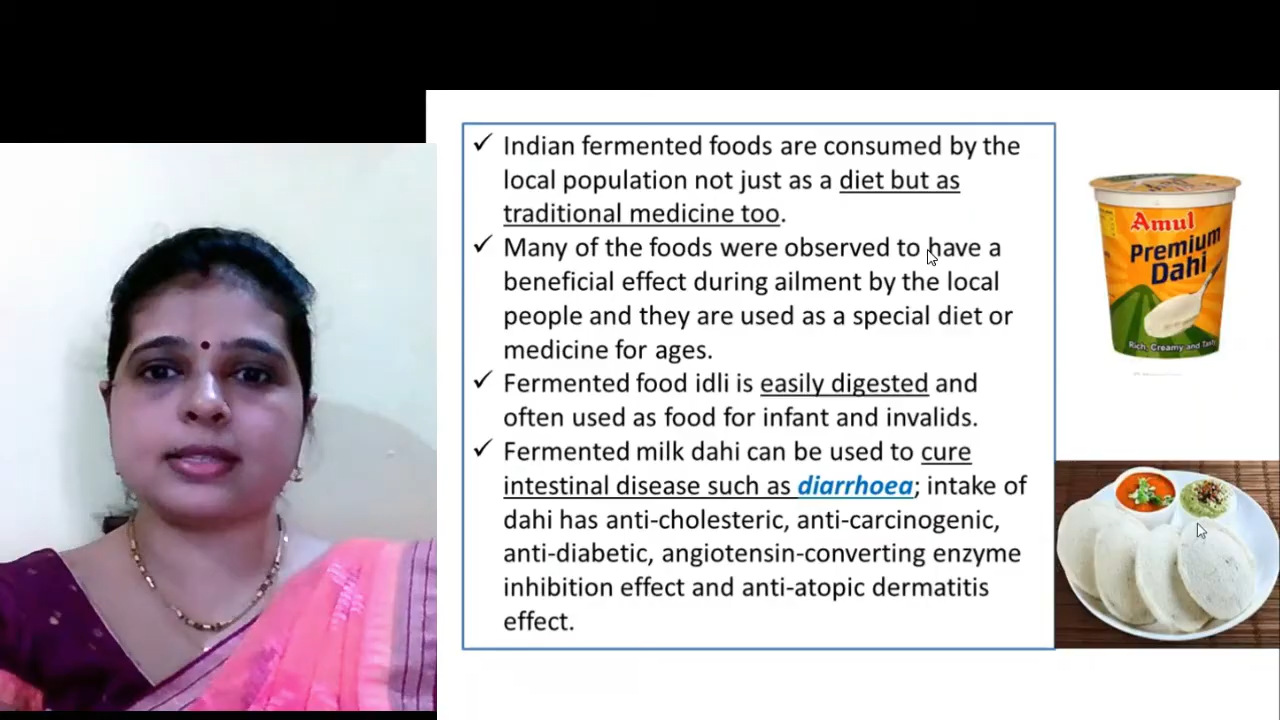 ✓ Indian fermented foods are consumed by the
local population not just as a diet but as
traditional medicine too.
✓ Many of the foods were observed to have a
beneficial effect during ailment by the local
people and they are used as a special diet or
medicine for ages.
✓ Fermented food idli is easily digested and
often used as food for infant and invalids.
✓ Fermented milk dahi can be used to cure
intestinal disease such as diarrhoea; intake of
dahi has anti-cholesteric, anti-carcinogenic,
anti-diabetic, angiotensin-converting enzyme
inhibition effect and anti-atopic dermatitis
effect.
Amul
Premium
Dahi
Rich, Creamy and Tasty